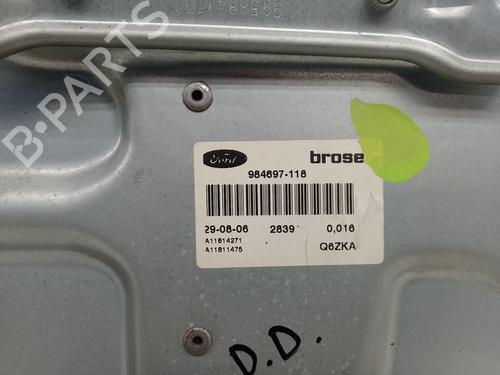 B-PARTS
Ford
brose
984697-118
29-08-06 2839 0,016
A11814271
A11811475
Q6ZKA
D.D.